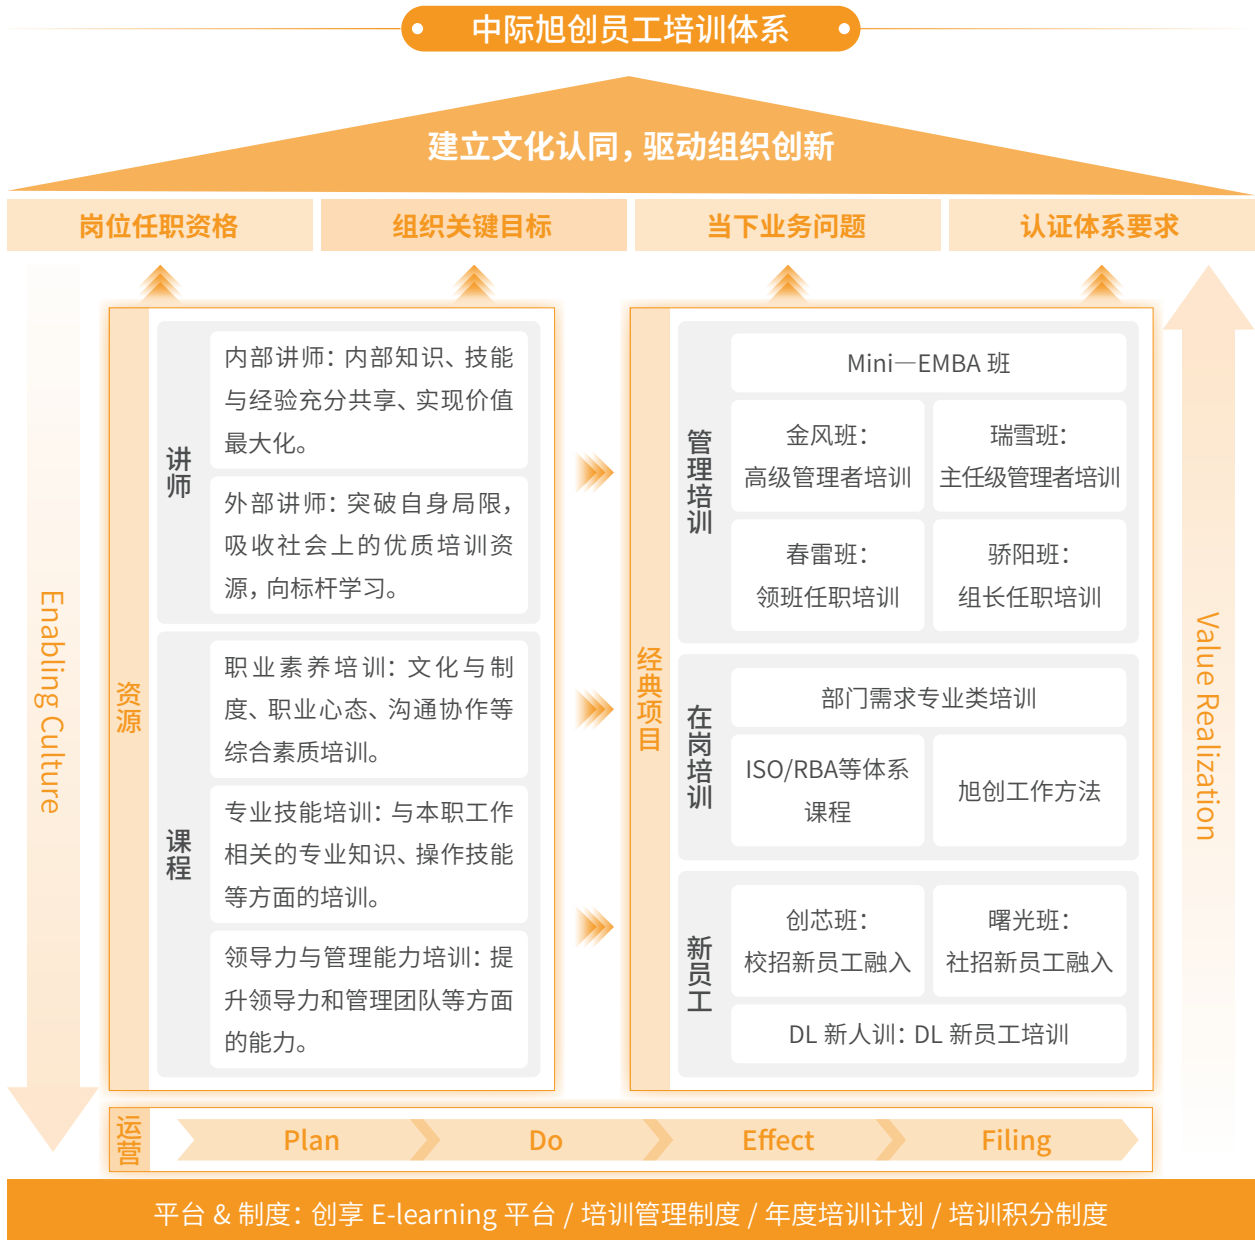 中际旭创员工培训体系
建立文化认同，驱动组织创新
岗位任职资格
组织关键目标
当下业务问题
认证体系要求
Enabling Culture
资源
讲师
内部讲师：内部知识、技能
与经验充分共享、实现价值
最大化。
外部讲师：突破自身局限，
吸收社会上的优质培训资
源，向标杆学习。
课程
职业素养培训：文化与制
度、职业心态、沟通协作等
综合素质培训。
专业技能培训：与本职工作
相关的专业知识、操作技能
等方面的培训。
领导力与管理能力培训：提
升领导力和管理团队等方面
的能力。
经典项目
管理培训
Mini—EMBA 班
金风班：
高级管理者培训
瑞雪班：
主任级管理者培训
春雷班：
领班任职培训
骄阳班：
组长任职培训
在岗培训
部门需求专业类培训
ISO/RBA等体系
课程
旭创工作方法
新员工
创芯班：
校招新员工融入
曙光班：
社招新员工融入
DL 新人训：DL 新员工培训
Value Realization
运营
Plan
Do
Effect
Filing
平台 & 制度：创享 E-learning 平台 / 培训管理制度 / 年度培训计划 / 培训积分制度